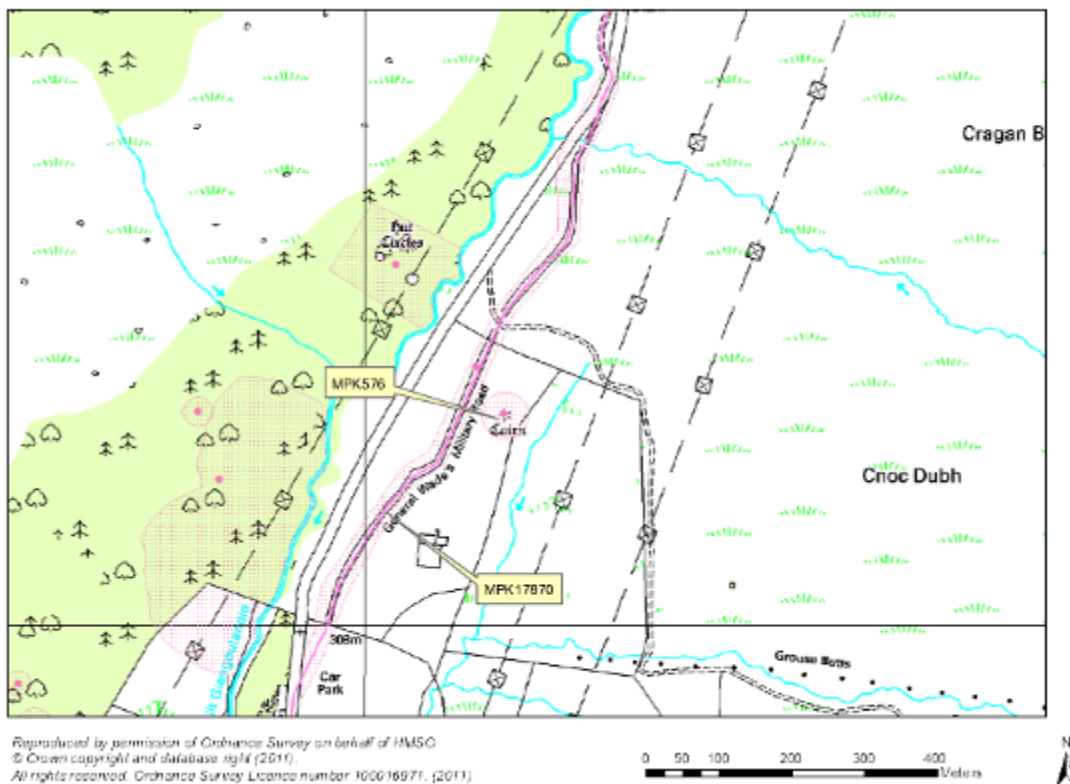 Cragan B
Hut
Circles
MPK576
Cairn
General Wade's Military Road
Cnoc Dubh
MPK17870
308m
Car
Park
Grouse Butts
Reproduced by permission of Ordnance Survey on behalf of HMSO
© Crown copyright and database right (2011).
All rights reserved. Ordnance Survey Licence number 100016971. (2011)
0 50 100 200 300 400
Meters
N